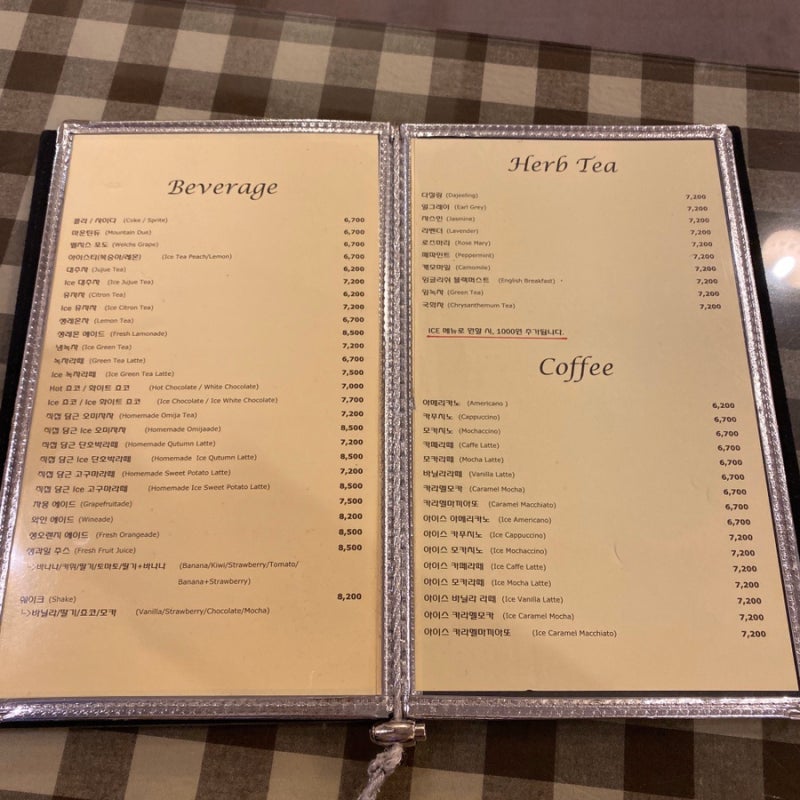 Beverage
콜라 / 사이다 (Coke / Sprite) 6,700
마운틴듀 (Mountain Due) 6,700
웰치스 포도 (Welchs Grape) 6,700
아이스티(복숭아/레몬) (Ice Tea Peach/Lemon) 6,700
대추차 (Jujue Tea) 6,200
Ice 대추차 (Ice Jujue Tea) 7,200
유자차 (Citron Tea) 6,200
Ice 유자차 (Ice Citron Tea) 7,200
생레몬차 (Lemon Tea) 6,700
생레몬 에이드 (Fresh Lamonade) 8,500
냉녹차 (Ice Green Tea) 7,200
녹차라떼 (Green Tea Latte) 6,700
Ice 녹차라떼 (Ice Green Tea Latte) 7,500
Hot 쵸코 / 화이트 쵸코 (Hot Chocolate / White Chocolate) 7,000
Ice 쵸코 / Ice 화이트 쵸코 (Ice Chocolate / Ice White Chocolate) 7,700
직접 담근 오미자차 (Homemade Omija Tea) 7,200
직접 담근 Ice 오미자차 (Homemade Omijaade) 8,500
직접 담근 단호박라떼 (Homemade Qutumn Latte) 7,200
직접 담근 Ice 단호박라떼 (Homemade Ice Qutumn Latte) 8,500
직접 담근 고구마라떼 (Homemade Sweet Potato Latte) 7,200
직접 담근 Ice 고구마라떼 (Homemade Ice Sweet Potato Latte) 8,500
자몽 에이드 (Grapefruitade) 7,500
와인 에이드 (Wineade) 8,200
생오렌지 에이드 (Fresh Orangeade) 8,500
생과일 주스 (Fresh Fruit Juice) 8,500
->바나나/키위/딸기/토마토/딸기+바나나 (Banana/Kiwi/Strawberry/Tomato/
Banana+Strawberry)
쉐이크 (Shake) 8,200
->바닐라/딸기/쵸코/모카 (Vanilla/Strawberry/Chocolate/Mocha)
Herb Tea
다질링 (Dajeeling) 7,200
얼그레이 (Earl Grey) 7,200
자스민 (Jasmine) 7,200
라벤더 (Lavender) 7,200
로즈마리 (Rose Mary) 7,200
페파민트 (Peppermint) 7,200
캐모마일 (Camomile) 7,200
잉글리쉬 블랙퍼스트 (English Breakfast) 7,200
잎녹차 (Green Tea) 7,200
국화차 (Chrysanthemum Tea) 7,200
ICE 메뉴로 변할 시, 1000원 추가됩니다.
Coffee
아메리카노 (Americano ) 6,200
카푸치노 (Cappuccino) 6,700
모카치노 (Mochaccino) 6,700
카페라떼 (Caffe Latte) 6,700
모카라떼 (Mocha Latte) 6,700
바닐라라떼 (Vanilla Latte) 6,700
카라멜모카 (Caramel Mocha) 6,700
카라멜마끼아또 (Caramel Macchiato) 6,700
아이스 아메리카노 (Ice Americano) 6,700
아이스 카푸치노 (Ice Cappuccino) 7,200
아이스 모카치노 (Ice Mochaccino) 7,200
아이스 카페라떼 (Ice Caffe Latte) 7,200
아이스 모카라떼 (Ice Mocha Latte) 7,200
아이스 바닐라 라떼 (Ice Vanilla Latte) 7,200
아이스 카라멜모카 (Ice Caramel Mocha) 7,200
아이스 카라멜마끼아또 (Ice Caramel Macchiato) 7,200